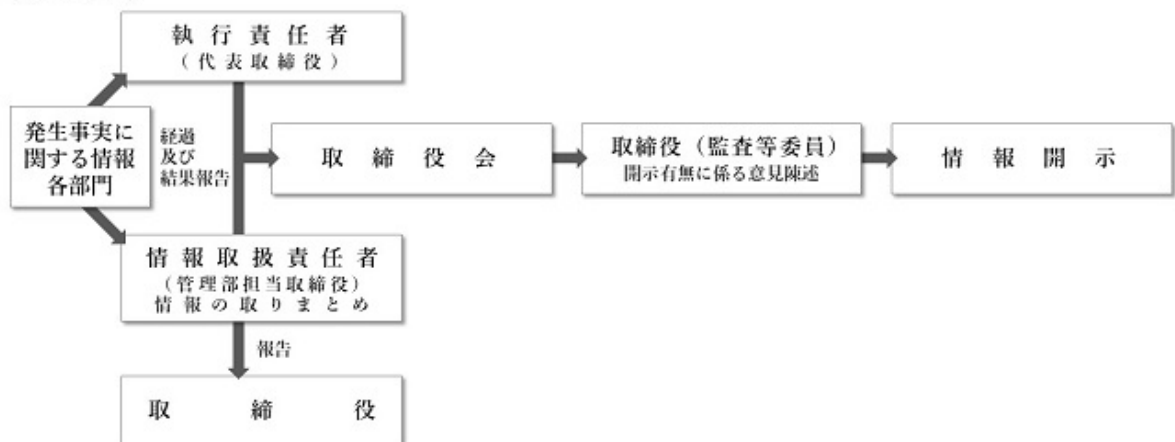 執行責任者
（代表取締役）
発生事実に
関する情報
各部門
経過
及び
結果報告
取締役会
取締役（監査等委員）
開示有無に係る意見陳述
情報開示
情報取扱責任者
（管理部担当取締役）
情報の取りまとめ
報告
取締役